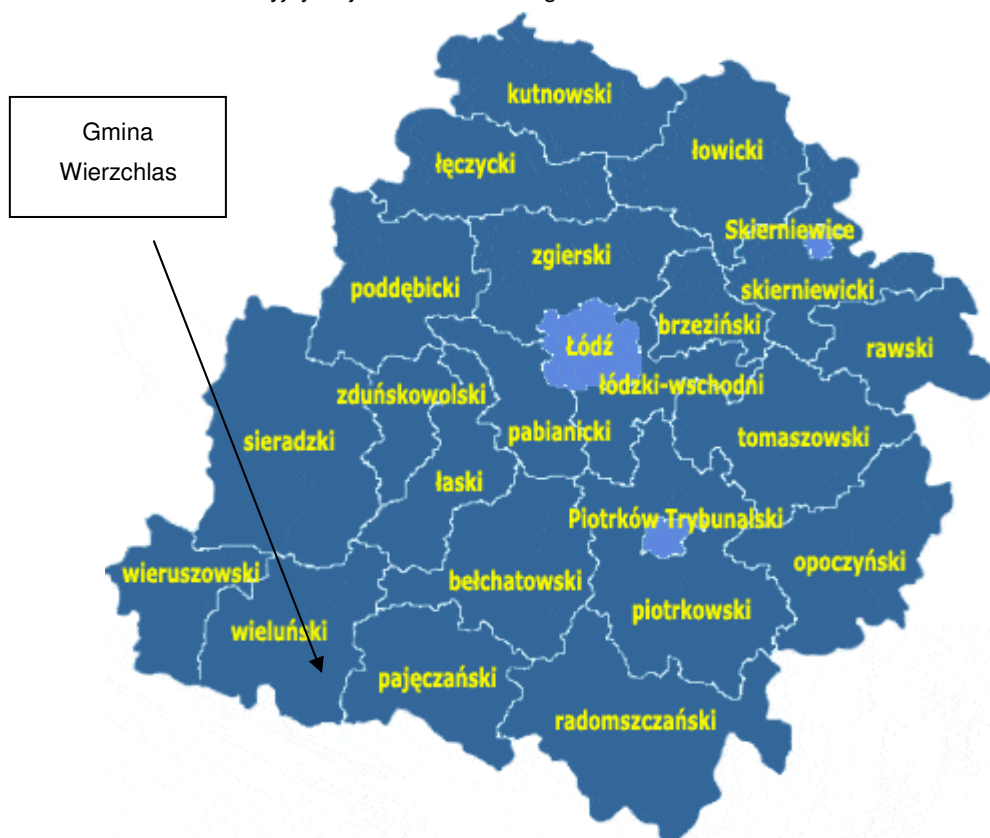 Gmina
Wierzchlas
kutnowski
łęczycki
łowicki
Skierniewice
zgierski
poddębicki
skierniewicki
brzeziński
Łódź
rawski
zduńskowolski
łódzki-wschodni
sieradzki
pabianicki
tomaszowski
łaski
Piotrków Trybunalski
wieruszowski
bełchatowski
opoczyński
wieluński
piotrkowski
pajęczański
radomszczański